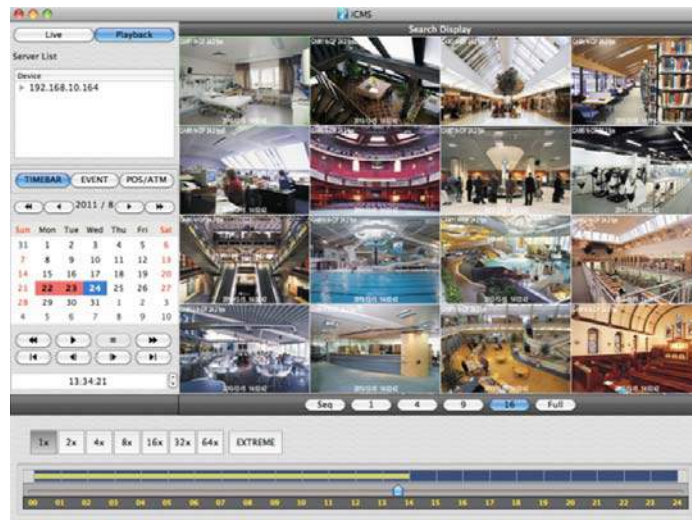 iCMS
Live Playback
Search Display
Server List
Device
192.168.10.164
TIMEBAR EVENT POS/ATM
2011 / 8
Sun Mon Tue Wed Thu Fri Sat
31 1 2 3 4 5 6
7 8 9 10 11 12 13
14 15 16 17 18 19 20
21 22 23 24 25 26 27
28 29 30 31 1 2 3
4 5 6 7 8 9 10
13:34:21
Seq 1 4 9 16 Full
1x 2x 4x 8x 16x 32x 64x EXTREME
00 01 02 03 04 05 06 07 08 09 10 11 12 13 14 15 16 17 18 19 20 21 22 23 24